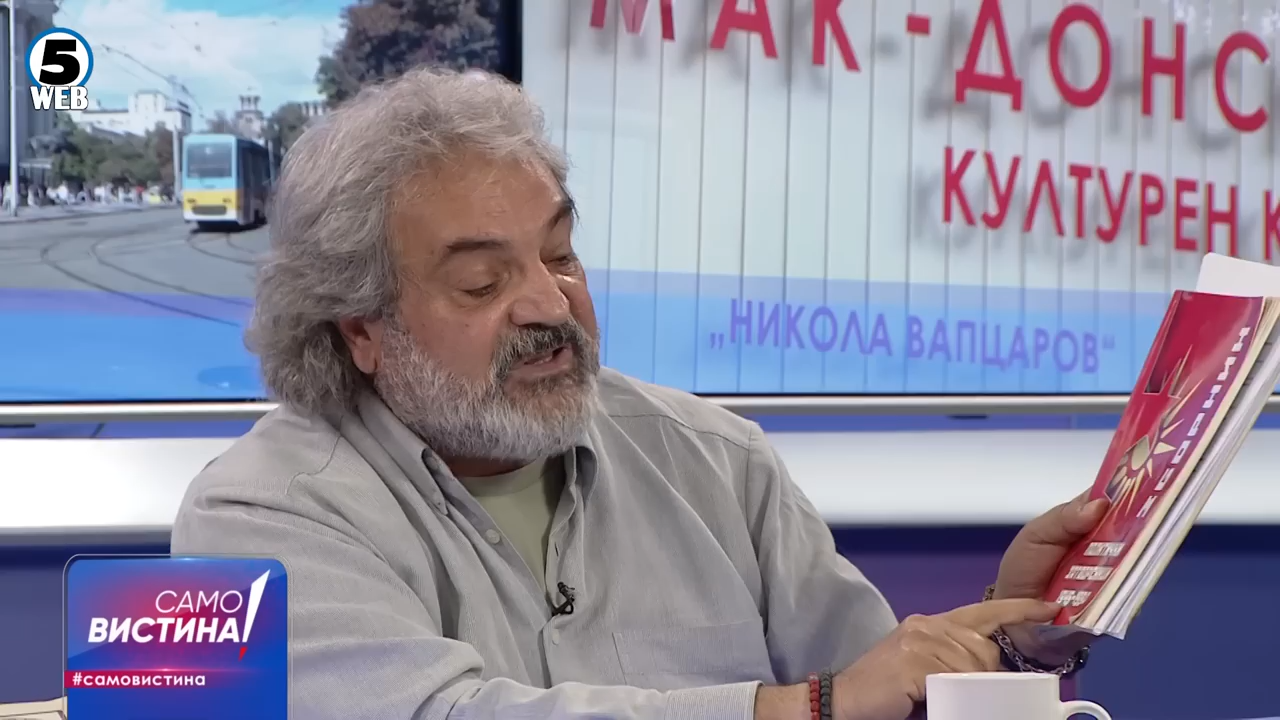 5
WEB
МАК-ДОНС
КУЛТУРЕН К
„НИКОЛА ВАПЦАРОВ“
САМО
ВИСТИНА!
#самовистина